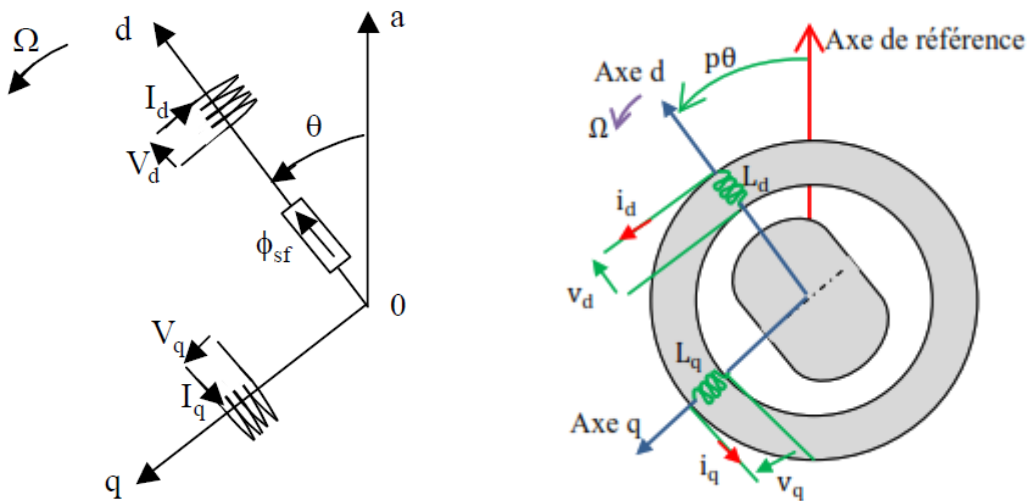 Ω
d
a
I_d
V_d
θ
ϕ_sf
0
V_q
I_q
q
Axe de référence
pθ
Axe d
Ω
L_d
i_d
v_d
L_q
Axe q
i_q
v_q